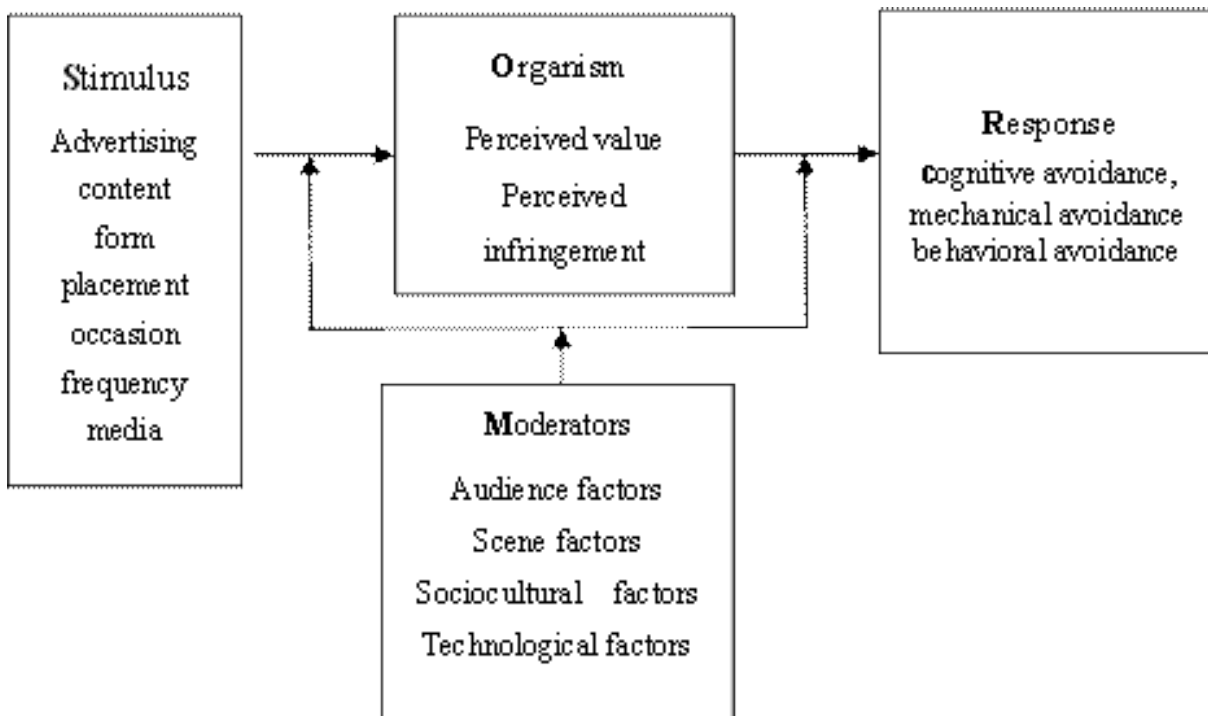 Stimulus
Advertising
content
form
placement
occasion
frequency
media
Organism
Perceived value
Perceived
infringement
Response
cognitive avoidance,
mechanical avoidance
behavioral avoidance
Moderators
Audience factors
Scene factors
Sociocultural factors
Technological factors